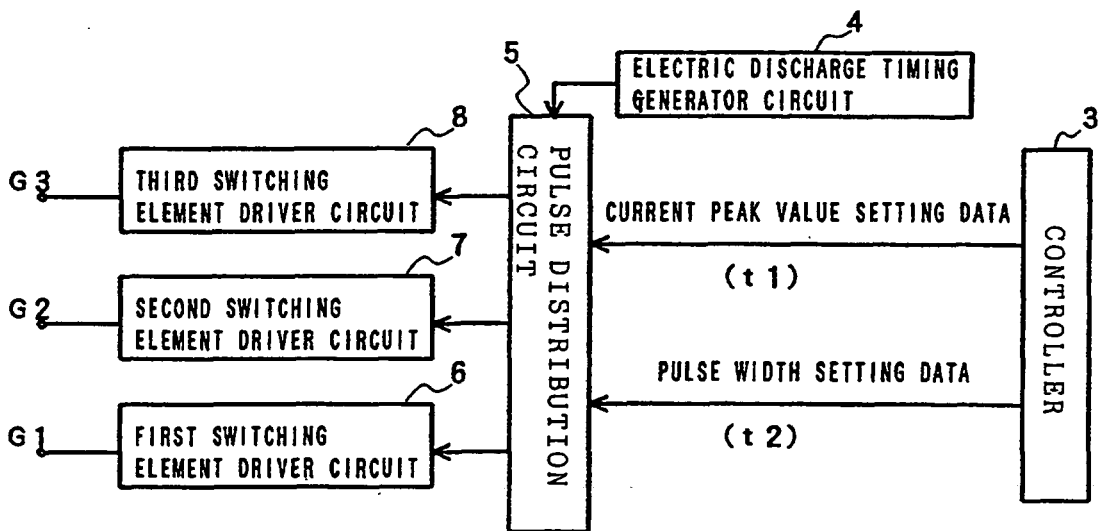 4
5
ELECTRIC DISCHARGE TIMING
GENERATOR CIRCUIT
3
8
G3
THIRD SWITCHING
ELEMENT DRIVER CIRCUIT
PULSE DISTRIBUTION
CIRCUIT
CURRENT PEAK VALUE SETTING DATA
(t1)
CONTROLLER
7
G2
SECOND SWITCHING
ELEMENT DRIVER CIRCUIT
PULSE WIDTH SETTING DATA
(t2)
6
G1
FIRST SWITCHING
ELEMENT DRIVER CIRCUIT